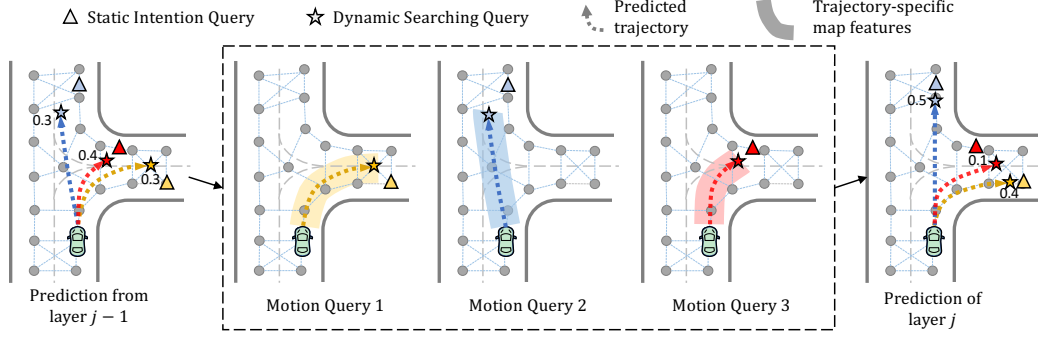 Static Intention Query
Dynamic Searching Query
Predicted
trajectory
Trajectory-specific
map features
0.3
0.4
0.3
0.5
0.1
0.4
Prediction from
layer j − 1
Motion Query 1
Motion Query 2
Motion Query 3
Prediction of
layer j